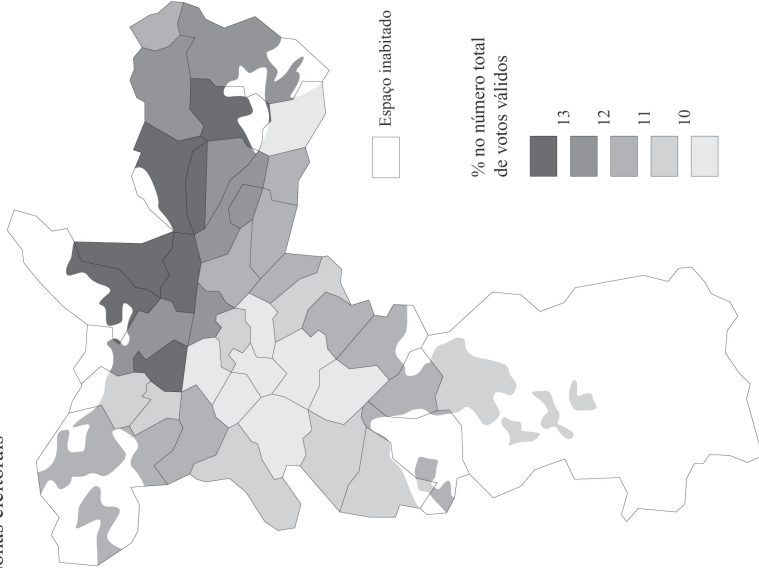 Espaço inabitado
% no número total
de votos válidos
13
12
11
10